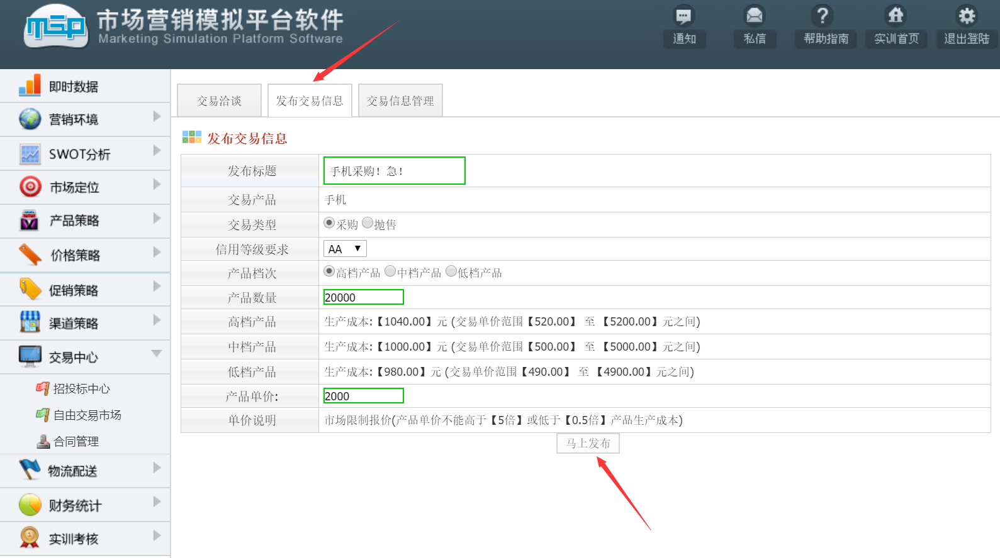 MSP 市场营销模拟平台软件
Marketing Simulation Platform Software
通知 私信 帮助指南 实训首页 退出登陆
即时数据
营销环境
SWOT分析
市场定位
产品策略
价格策略
促销策略
渠道策略
交易中心
招投标中心
自由交易市场
合同管理
物流配送
财务统计
实训考核
交易洽谈 发布交易信息 交易信息管理
发布交易信息
发布标题 手机采购！急！
交易产品 手机
交易类型 采购 抛售
信用等级要求 AA
产品档次 高档产品 中档产品 低档产品
产品数量 20000
高档产品 生产成本:【1040.00】元 (交易单价范围【520.00】 至 【5200.00】元之间)
中档产品 生产成本:【1000.00】元 (交易单价范围【500.00】 至 【5000.00】元之间)
低档产品 生产成本:【980.00】元 (交易单价范围【490.00】 至 【4900.00】元之间)
产品单价: 2000
单价说明 市场限制报价(产品单价不能高于【5倍】或低于【0.5倍】产品生产成本)
马上发布